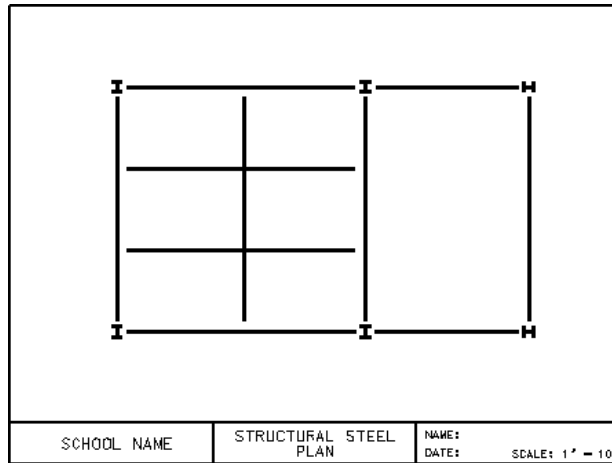 SCHOOL NAME
STRUCTURAL STEEL
PLAN
NAME:
DATE:
SCALE: 1' = 10